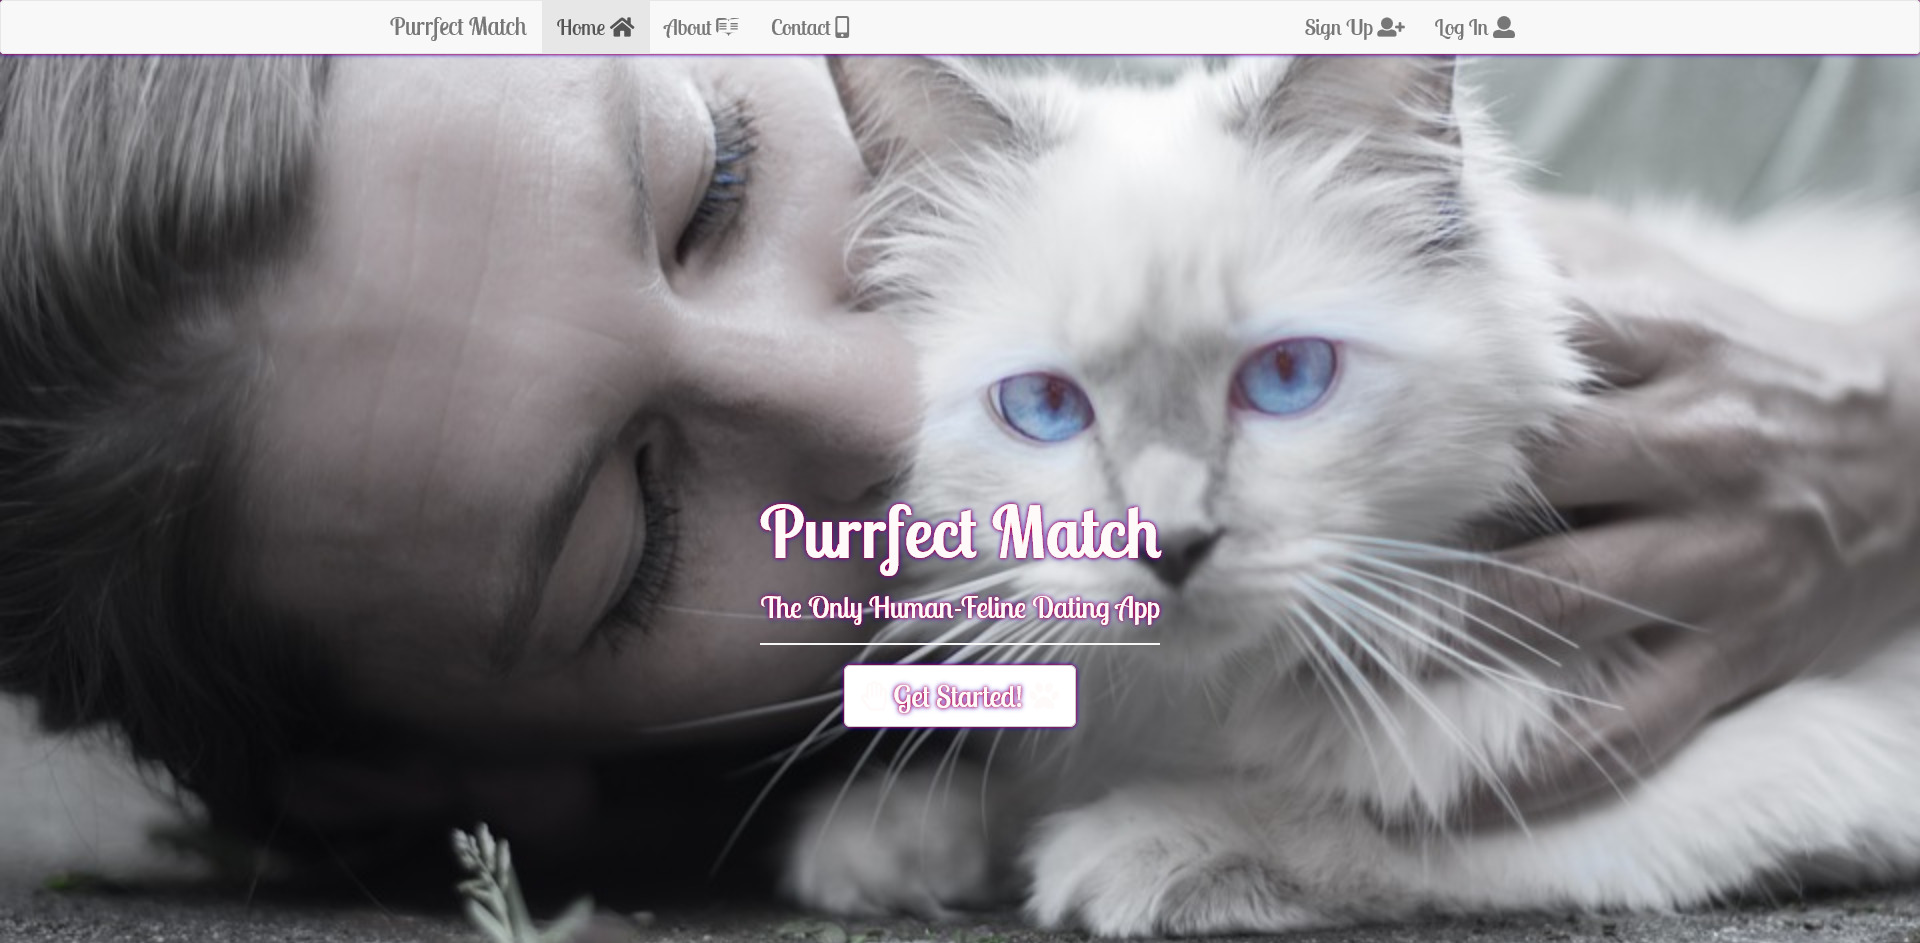 Purrfect Match Home About Contact Sign Up Log In
Purrfect Match
The Only Human-Feline Dating App
Get Started!